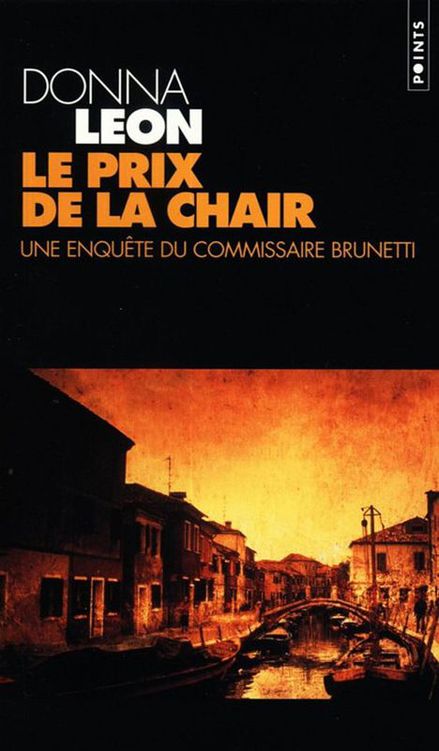 POINTS
DONNA
LEON
LE PRIX
DE LA CHAIR
UNE ENQUÊTE DU COMMISSAIRE BRUNETTI